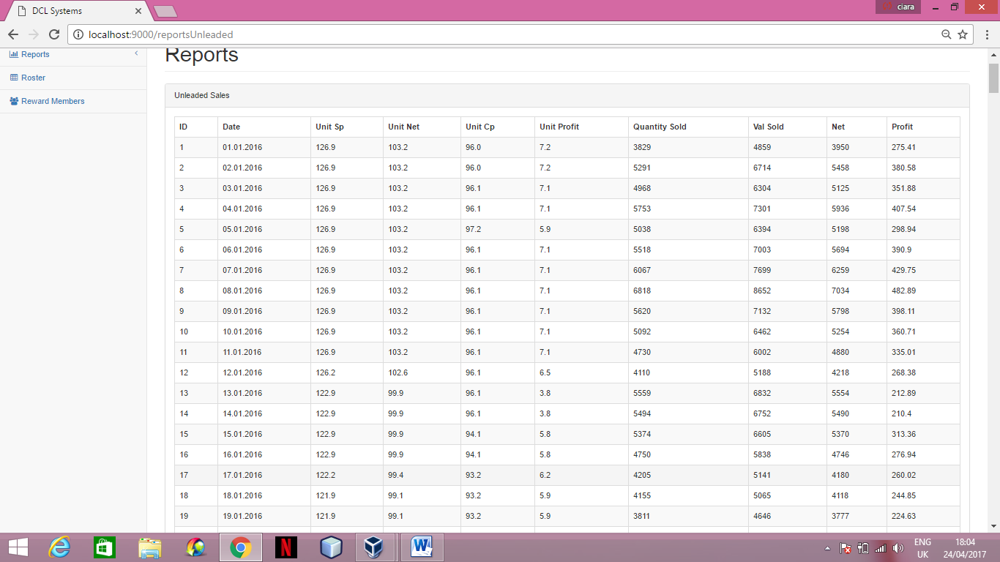 DCL Systems
ciara
localhost:9000/reportsUnleaded
Reports
Roster
Reward Members
Reports
Unleaded Sales
ID Date Unit Sp Unit Net Unit Cp Unit Profit Quantity Sold Val Sold Net Profit
1 01.01.2016 126.9 103.2 96.0 7.2 3829 4859 3950 275.41
2 02.01.2016 126.9 103.2 96.0 7.2 5291 6714 5458 380.58
3 03.01.2016 126.9 103.2 96.1 7.1 4968 6304 5125 351.88
4 04.01.2016 126.9 103.2 96.1 7.1 5753 7301 5936 407.54
5 05.01.2016 126.9 103.2 97.2 5.9 5038 6394 5198 298.94
6 06.01.2016 126.9 103.2 96.1 7.1 5518 7003 5694 390.9
7 07.01.2016 126.9 103.2 96.1 7.1 6067 7699 6259 429.75
8 08.01.2016 126.9 103.2 96.1 7.1 6818 8652 7034 482.89
9 09.01.2016 126.9 103.2 96.1 7.1 5620 7132 5798 398.11
10 10.01.2016 126.9 103.2 96.1 7.1 5092 6462 5254 360.71
11 11.01.2016 126.9 103.2 96.1 7.1 4730 6002 4880 335.01
12 12.01.2016 126.2 102.6 96.1 6.5 4110 5188 4218 268.38
13 13.01.2016 122.9 99.9 96.1 3.8 5559 6832 5554 212.89
14 14.01.2016 122.9 99.9 96.1 3.8 5494 6752 5490 210.4
15 15.01.2016 122.9 99.9 94.1 5.8 5374 6605 5370 313.36
16 16.01.2016 122.9 99.9 94.1 5.8 4750 5838 4746 276.94
17 17.01.2016 122.2 99.4 93.2 6.2 4205 5141 4180 260.02
18 18.01.2016 121.9 99.1 93.2 5.9 4155 5065 4118 244.85
19 19.01.2016 121.9 99.1 93.2 5.9 3811 4646 3777 224.63
N
W
ENG 18:04
UK 24/04/2017